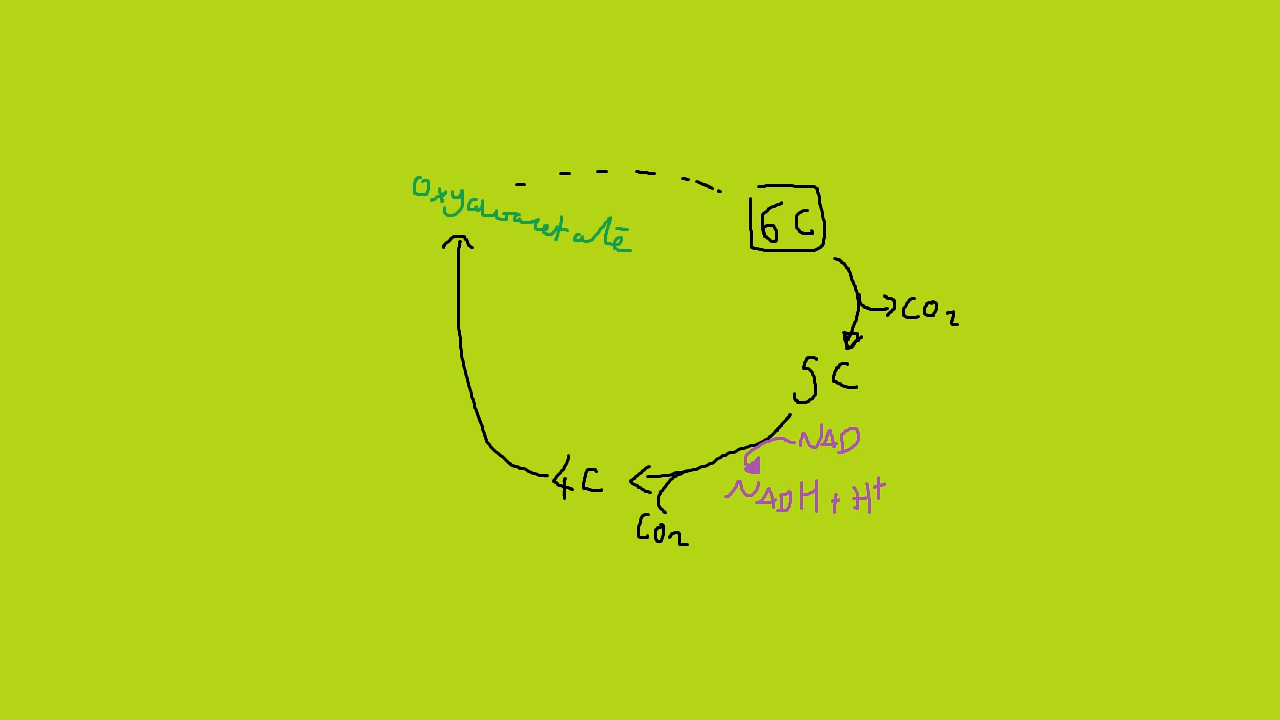 oxyaloacetate
6C
CO2
5C
NAD
4C
NADH + H+
CO2